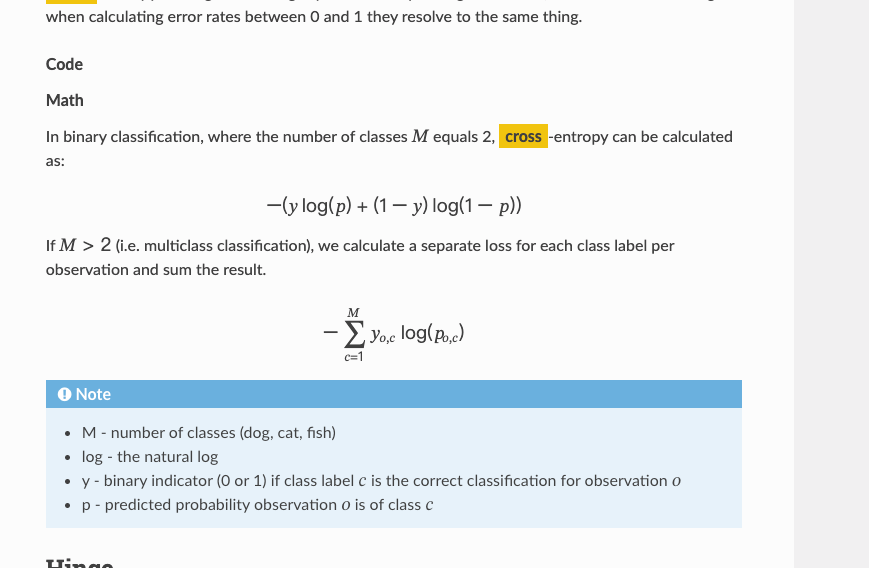 when calculating error rates between 0 and 1 they resolve to the same thing.
Code
Math
In binary classification, where the number of classes M equals 2, cross-entropy can be calculated
as:
−(y log(p) + (1 − y) log(1 − p))
If M > 2 (i.e. multiclass classification), we calculate a separate loss for each class label per
observation and sum the result.
− ∑_{c=1}^{M} y_{o,c} log(p_{o,c})
Note
• M - number of classes (dog, cat, fish)
• log - the natural log
• y - binary indicator (0 or 1) if class label c is the correct classification for observation o
• p - predicted probability observation o is of class c
Hinge